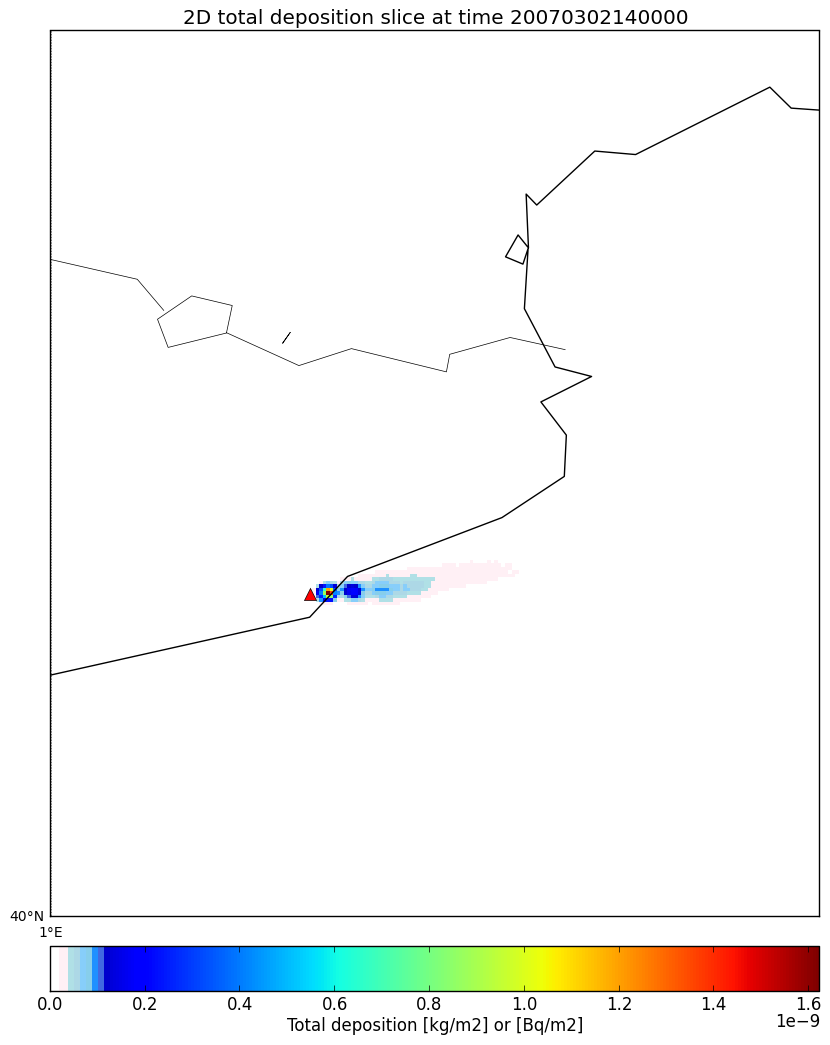 2D total deposition slice at time 20070302140000
40°N
1°E
0.0 0.2 0.4 0.6 0.8 1.0 1.2 1.4 1.6
1e−9
Total deposition [kg/m2] or [Bq/m2]